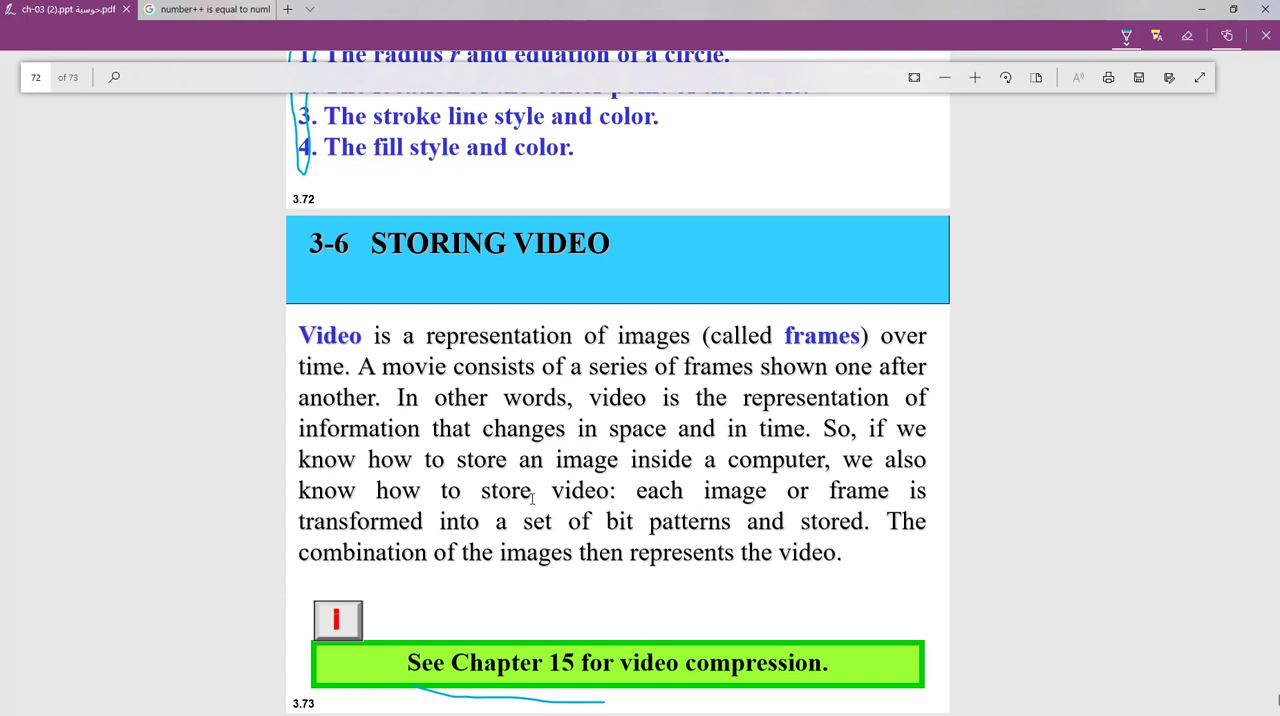 ch-03 (2).ppt حوسبة.pdf
number++ is equal to numl
1. The radius r and equation of a circle.
72 of 73
3. The stroke line style and color.
4. The fill style and color.
3.72
3-6 STORING VIDEO
Video is a representation of images (called frames) over
time. A movie consists of a series of frames shown one after
another. In other words, video is the representation of
information that changes in space and in time. So, if we
know how to store an image inside a computer, we also
know how to store video: each image or frame is
transformed into a set of bit patterns and stored. The
combination of the images then represents the video.
i
See Chapter 15 for video compression.
3.73